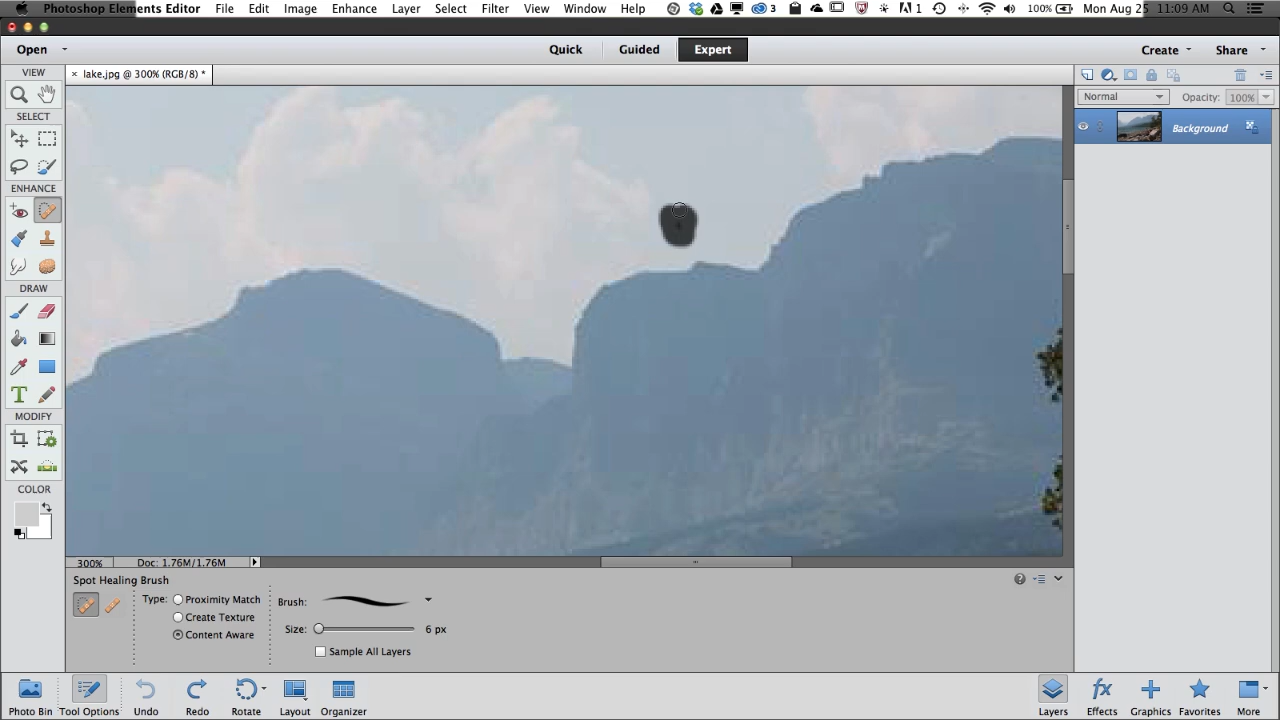 Photoshop Elements Editor File Edit Image Enhance Layer Select Filter View Window Help 3 1 100% Mon Aug 25 11:09 AM
Open Quick Guided Expert Create Share
VIEW × lake.jpg @ 300% (RGB/8) *
Normal Opacity: 100%
SELECT
Background
ENHANCE
DRAW
T
MODIFY
COLOR
300% Doc: 1.76M/1.76M
Spot Healing Brush
Type: Proximity Match Brush:
Create Texture
Size: 6 px
Content Aware
Sample All Layers
fx
Photo Bin Tool Options Undo Redo Rotate Layout Organizer Layers Effects Graphics Favorites More